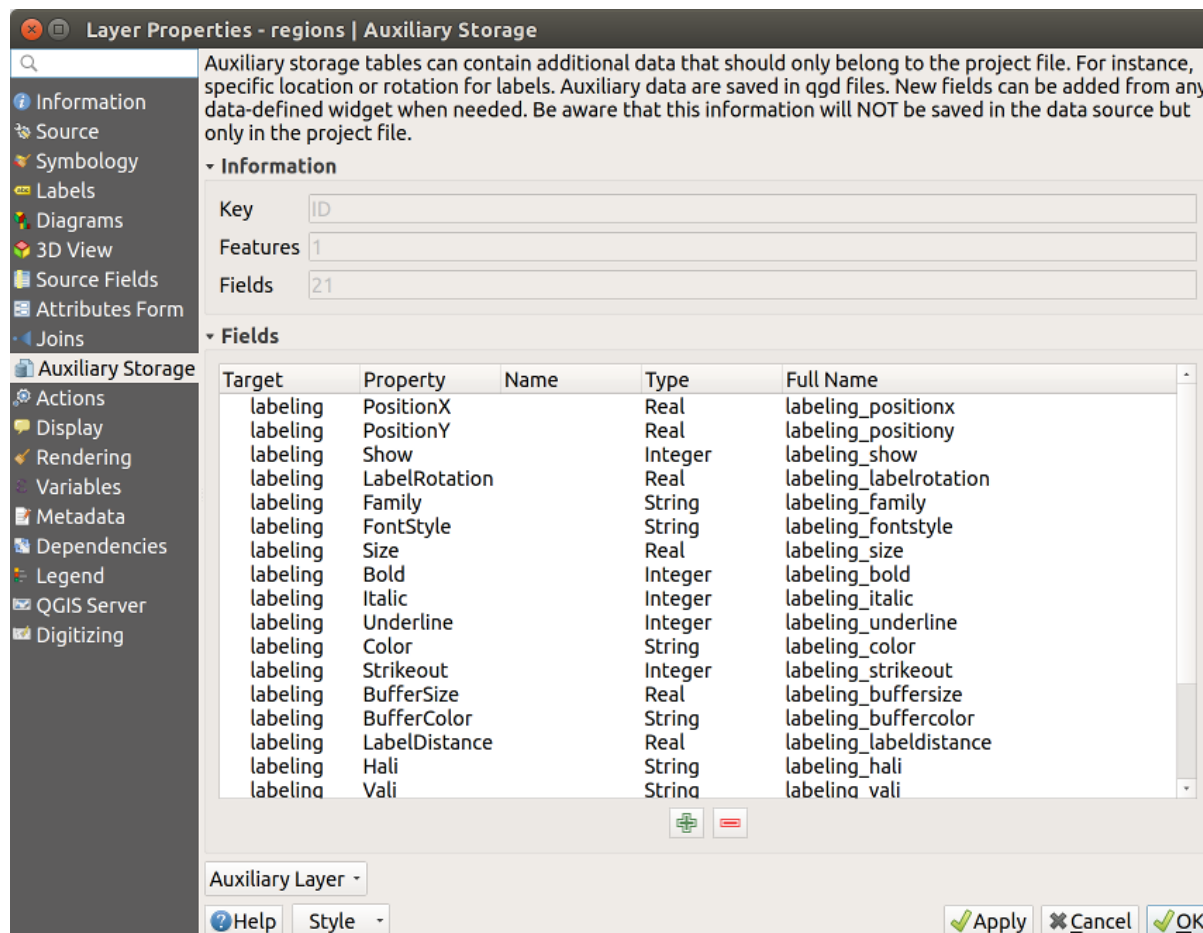 Layer Properties - regions | Auxiliary Storage
Information
Source
Symbology
Labels
Diagrams
3D View
Source Fields
Attributes Form
Joins
Auxiliary Storage
Actions
Display
Rendering
Variables
Metadata
Dependencies
Legend
QGIS Server
Digitizing
Auxiliary storage tables can contain additional data that should only belong to the project file. For instance,
specific location or rotation for labels. Auxiliary data are saved in qgd files. New fields can be added from any
data-defined widget when needed. Be aware that this information will NOT be saved in the data source but
only in the project file.
Information
Key ID
Features 1
Fields 21
Fields
Target Property Name Type Full Name
labeling PositionX Real labeling_positionx
labeling PositionY Real labeling_positiony
labeling Show Integer labeling_show
labeling LabelRotation Real labeling_labelrotation
labeling Family String labeling_family
labeling FontStyle String labeling_fontstyle
labeling Size Real labeling_size
labeling Bold Integer labeling_bold
labeling Italic Integer labeling_italic
labeling Underline Integer labeling_underline
labeling Color String labeling_color
labeling Strikeout Integer labeling_strikeout
labeling BufferSize Real labeling_buffersize
labeling BufferColor String labeling_buffercolor
labeling LabelDistance Real labeling_labeldistance
labeling Hali String labeling_hali
labeling Vali String labeling_vali
Auxiliary Layer
Help Style Apply Cancel OK